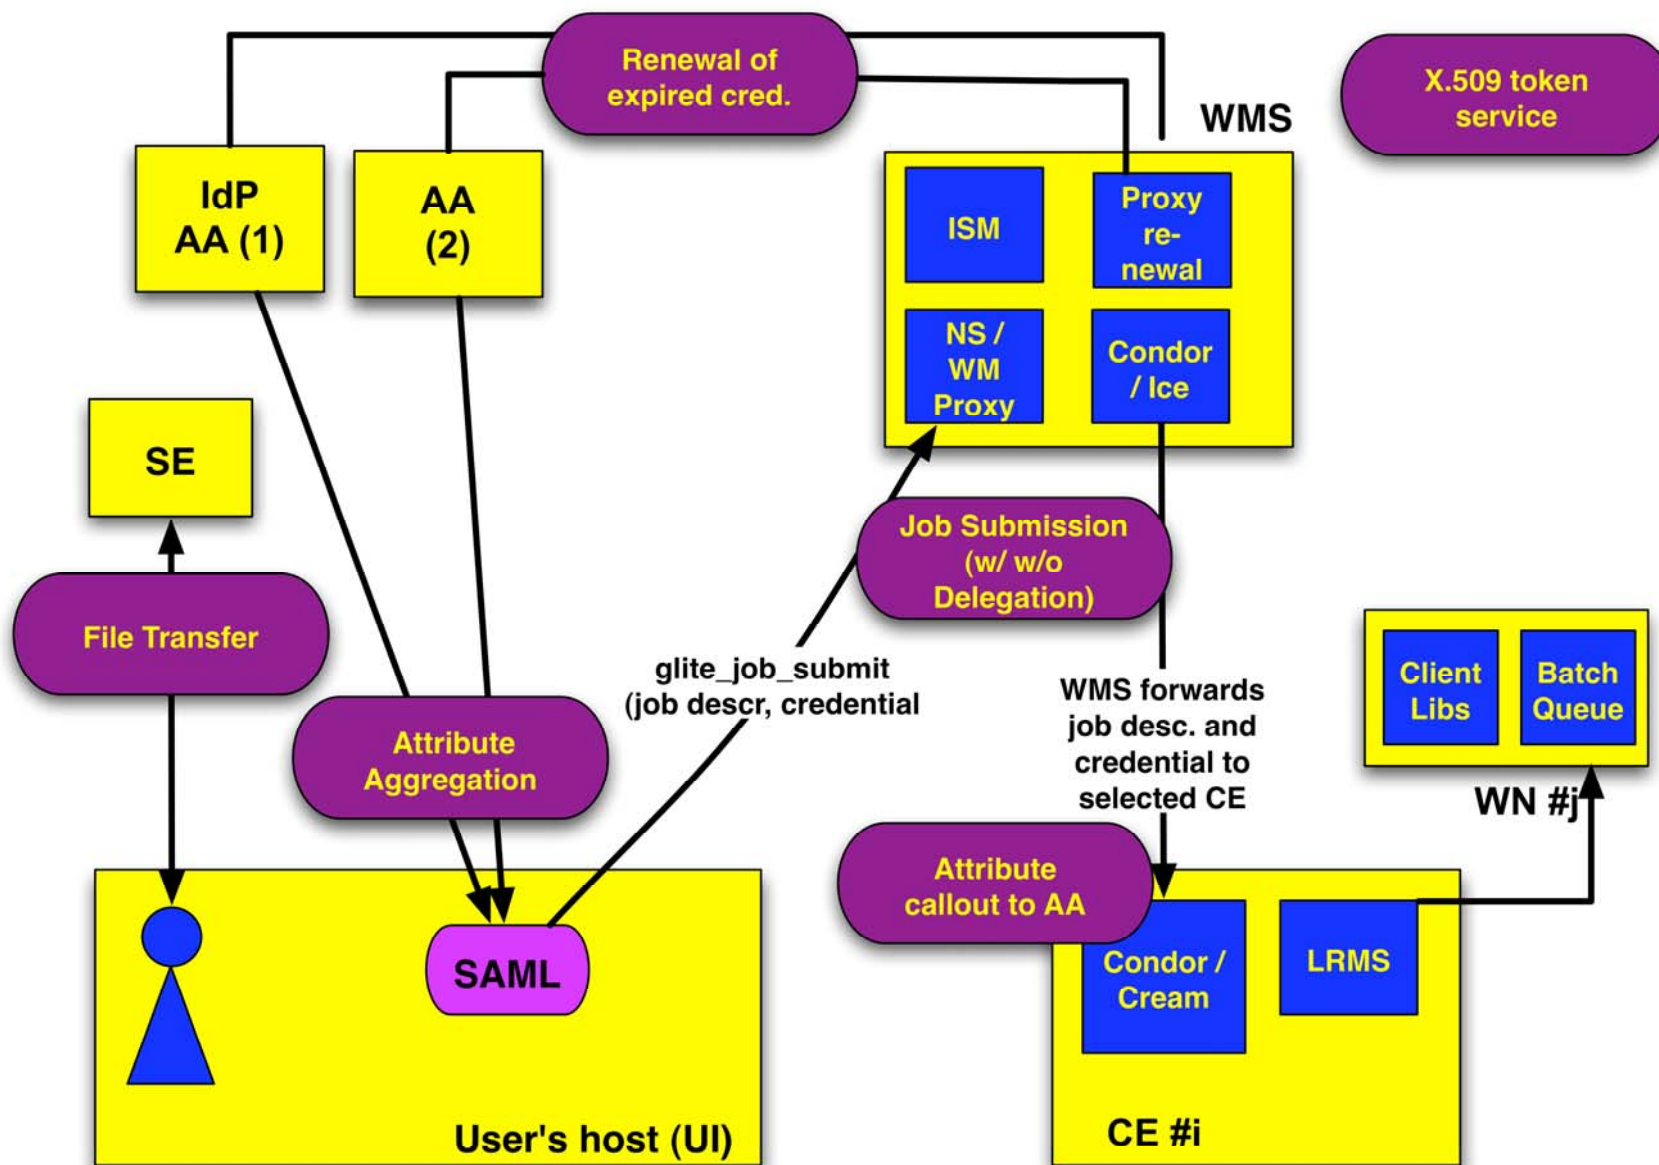 Renewal of
expired cred.
X.509 token
service
WMS
IdP
AA (1)
AA
(2)
ISM
Proxy
re-
newal
NS /
WM
Proxy
Condor
/ Ice
SE
Job Submission
(w/ w/o
Delegation)
File Transfer
glite_job_submit
(job descr, credential
WMS forwards
job desc. and
credential to
selected CE
Client
Libs
Batch
Queue
WN #j
Attribute
Aggregation
Attribute
callout to AA
SAML
Condor /
Cream
LRMS
User's host (UI)
CE #i